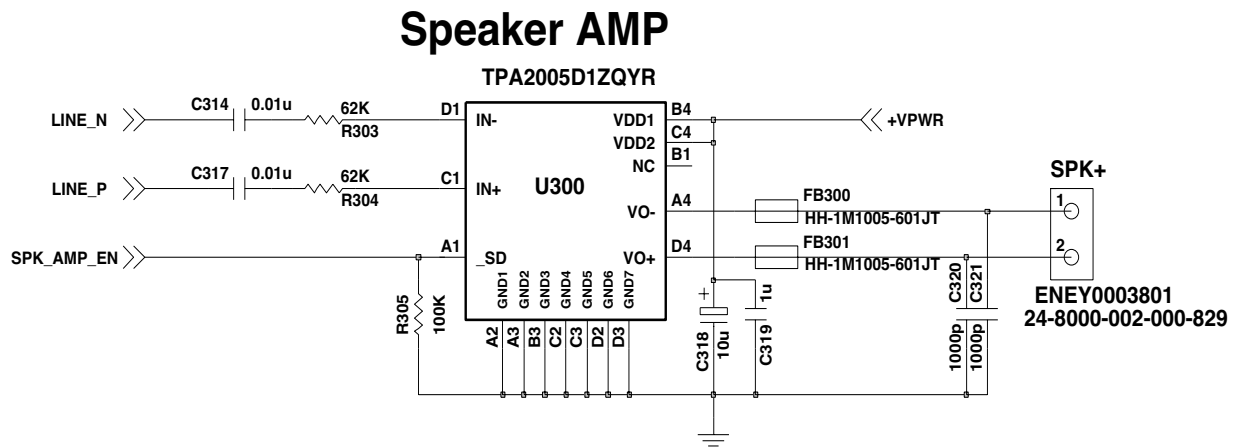 Speaker AMP
TPA2005D1ZQYR
LINE_N
C314
0.01u
62K
R303
D1
IN-
VDD1
B4
+VPWR
VDD2
C4
NC
B1
LINE_P
C317
0.01u
62K
R304
C1
IN+
U300
VO-
A4
FB300
HH-1M1005-601JT
SPK+
1
SPK_AMP_EN
A1
_SD
VO+
D4
FB301
HH-1M1005-601JT
2
R305
100K
GND1
GND2
GND3
GND4
GND5
GND6
GND7
A2
A3
B3
C2
C3
D2
D3
+
C318
10u
1u
C319
C320
C321
1000p
1000p
ENEY0003801
24-8000-002-000-829